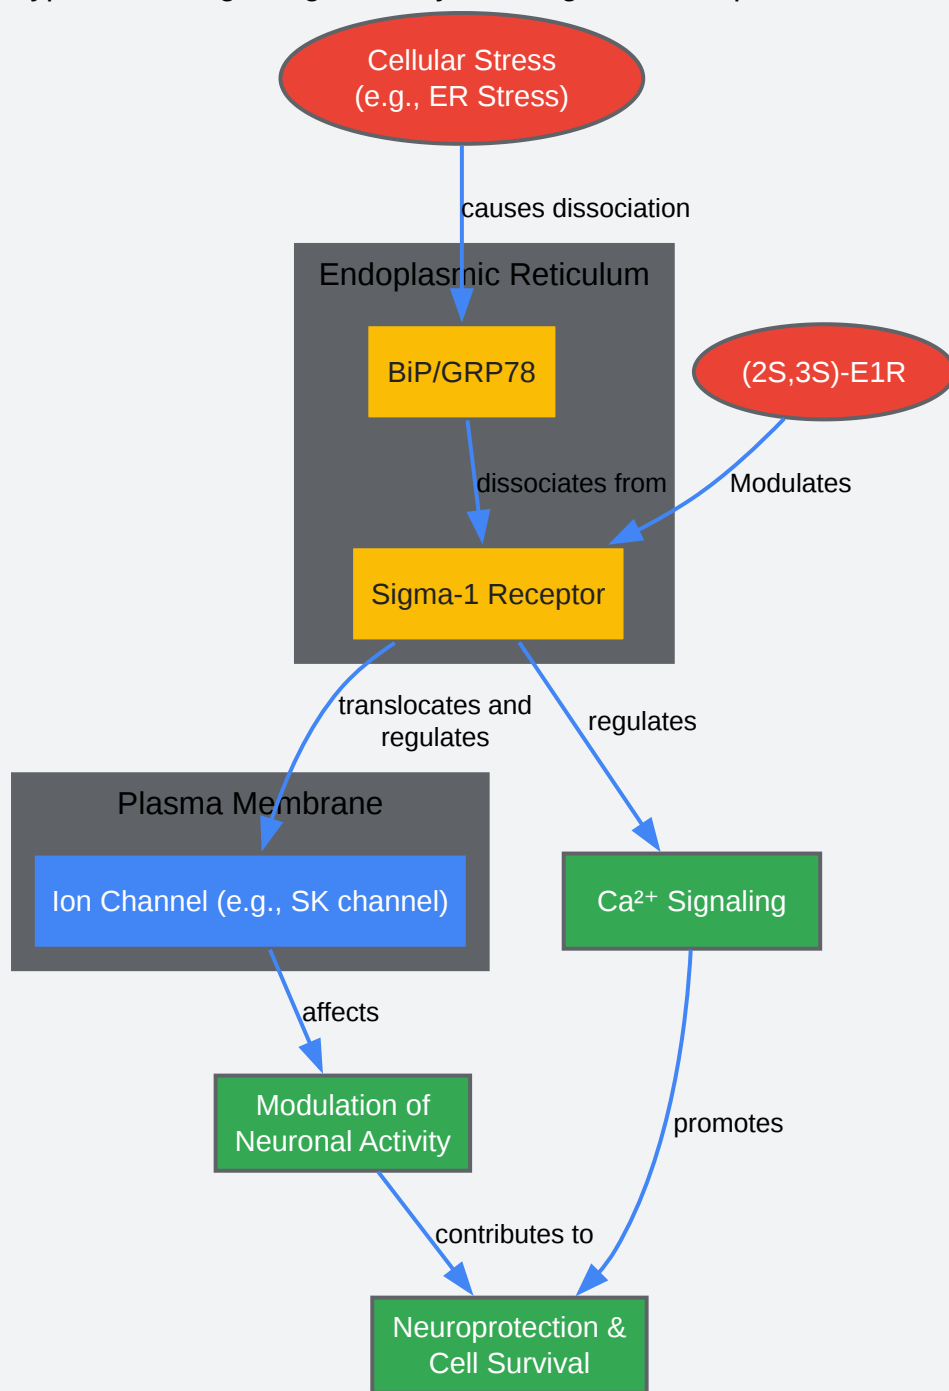 Cellular Stress
(e.g., ER Stress)
causes dissociation
Endoplasmic Reticulum
BiP/GRP78
(2S,3S)-E1R
dissociates from
Modulates
Sigma-1 Receptor
translocates and
regulates
regulates
Plasma Membrane
Ion Channel (e.g., SK channel)
Ca²⁺ Signaling
affects
Modulation of
Neuronal Activity
promotes
contributes to
Neuroprotection &
Cell Survival